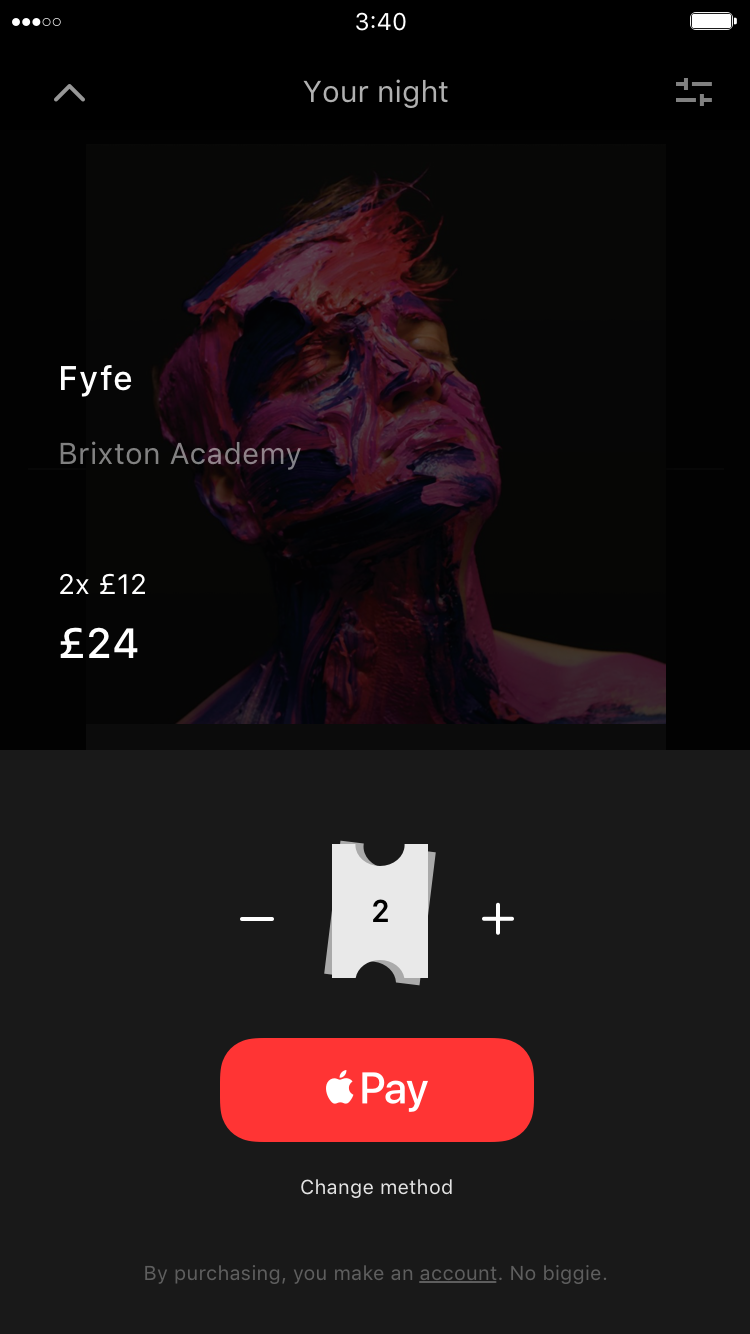 3:40
Your night
Fyfe
Brixton Academy
2x £12
£24
2
Pay
Change method
By purchasing, you make an account. No biggie.